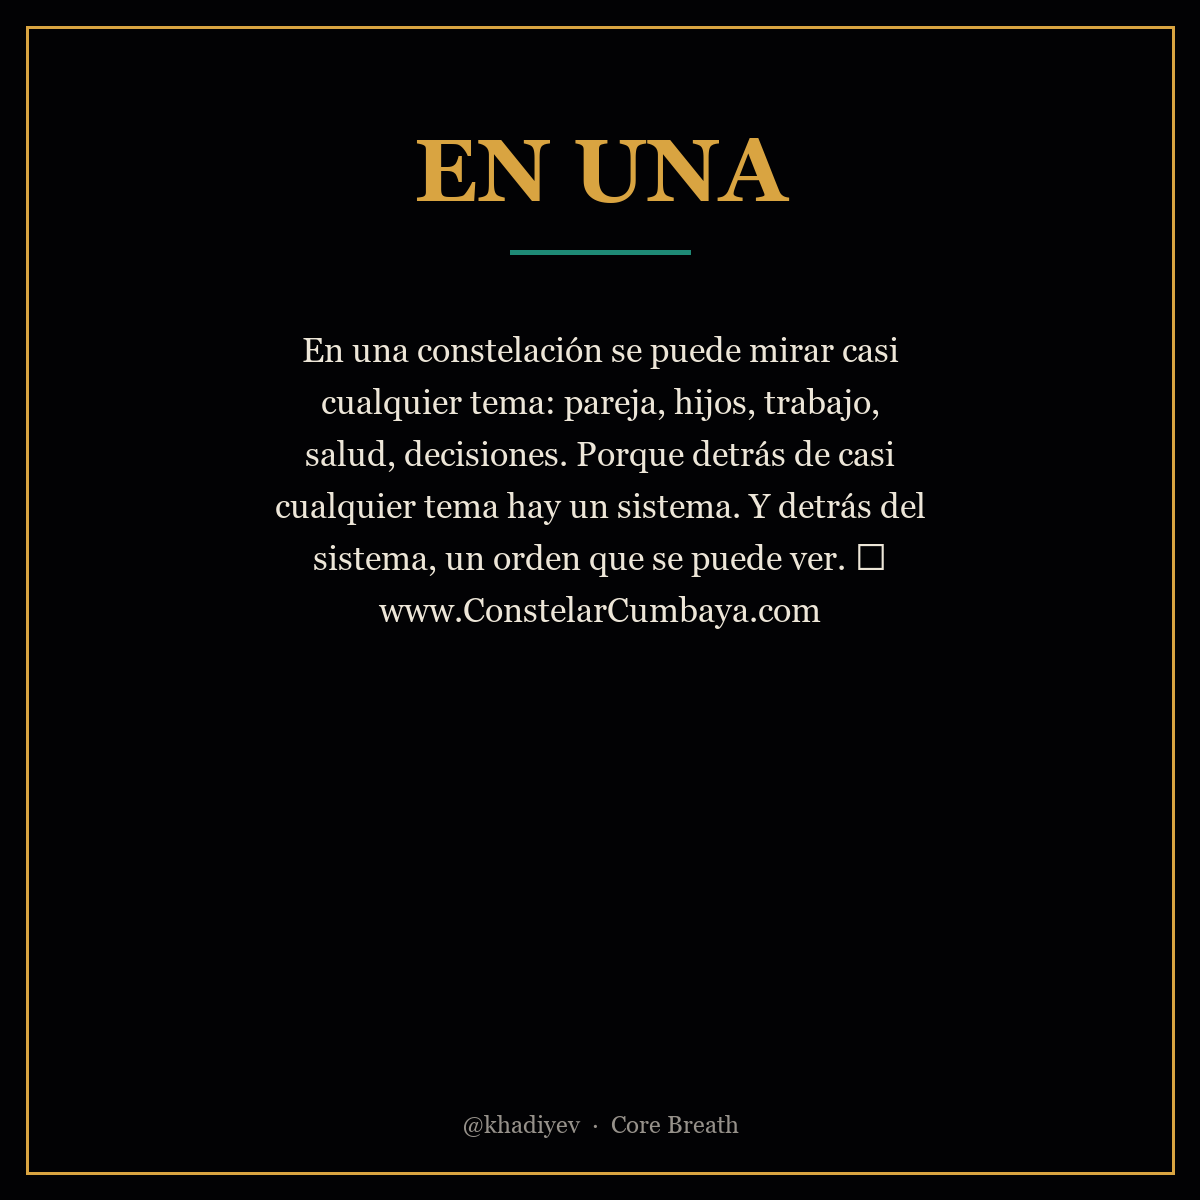 EN UNA
En una constelación se puede mirar casi
cualquier tema: pareja, hijos, trabajo,
salud, decisiones. Porque detrás de casi
cualquier tema hay un sistema. Y detrás del
sistema, un orden que se puede ver. □
www.ConstelarCumbaya.com
@khadiyev · Core Breath